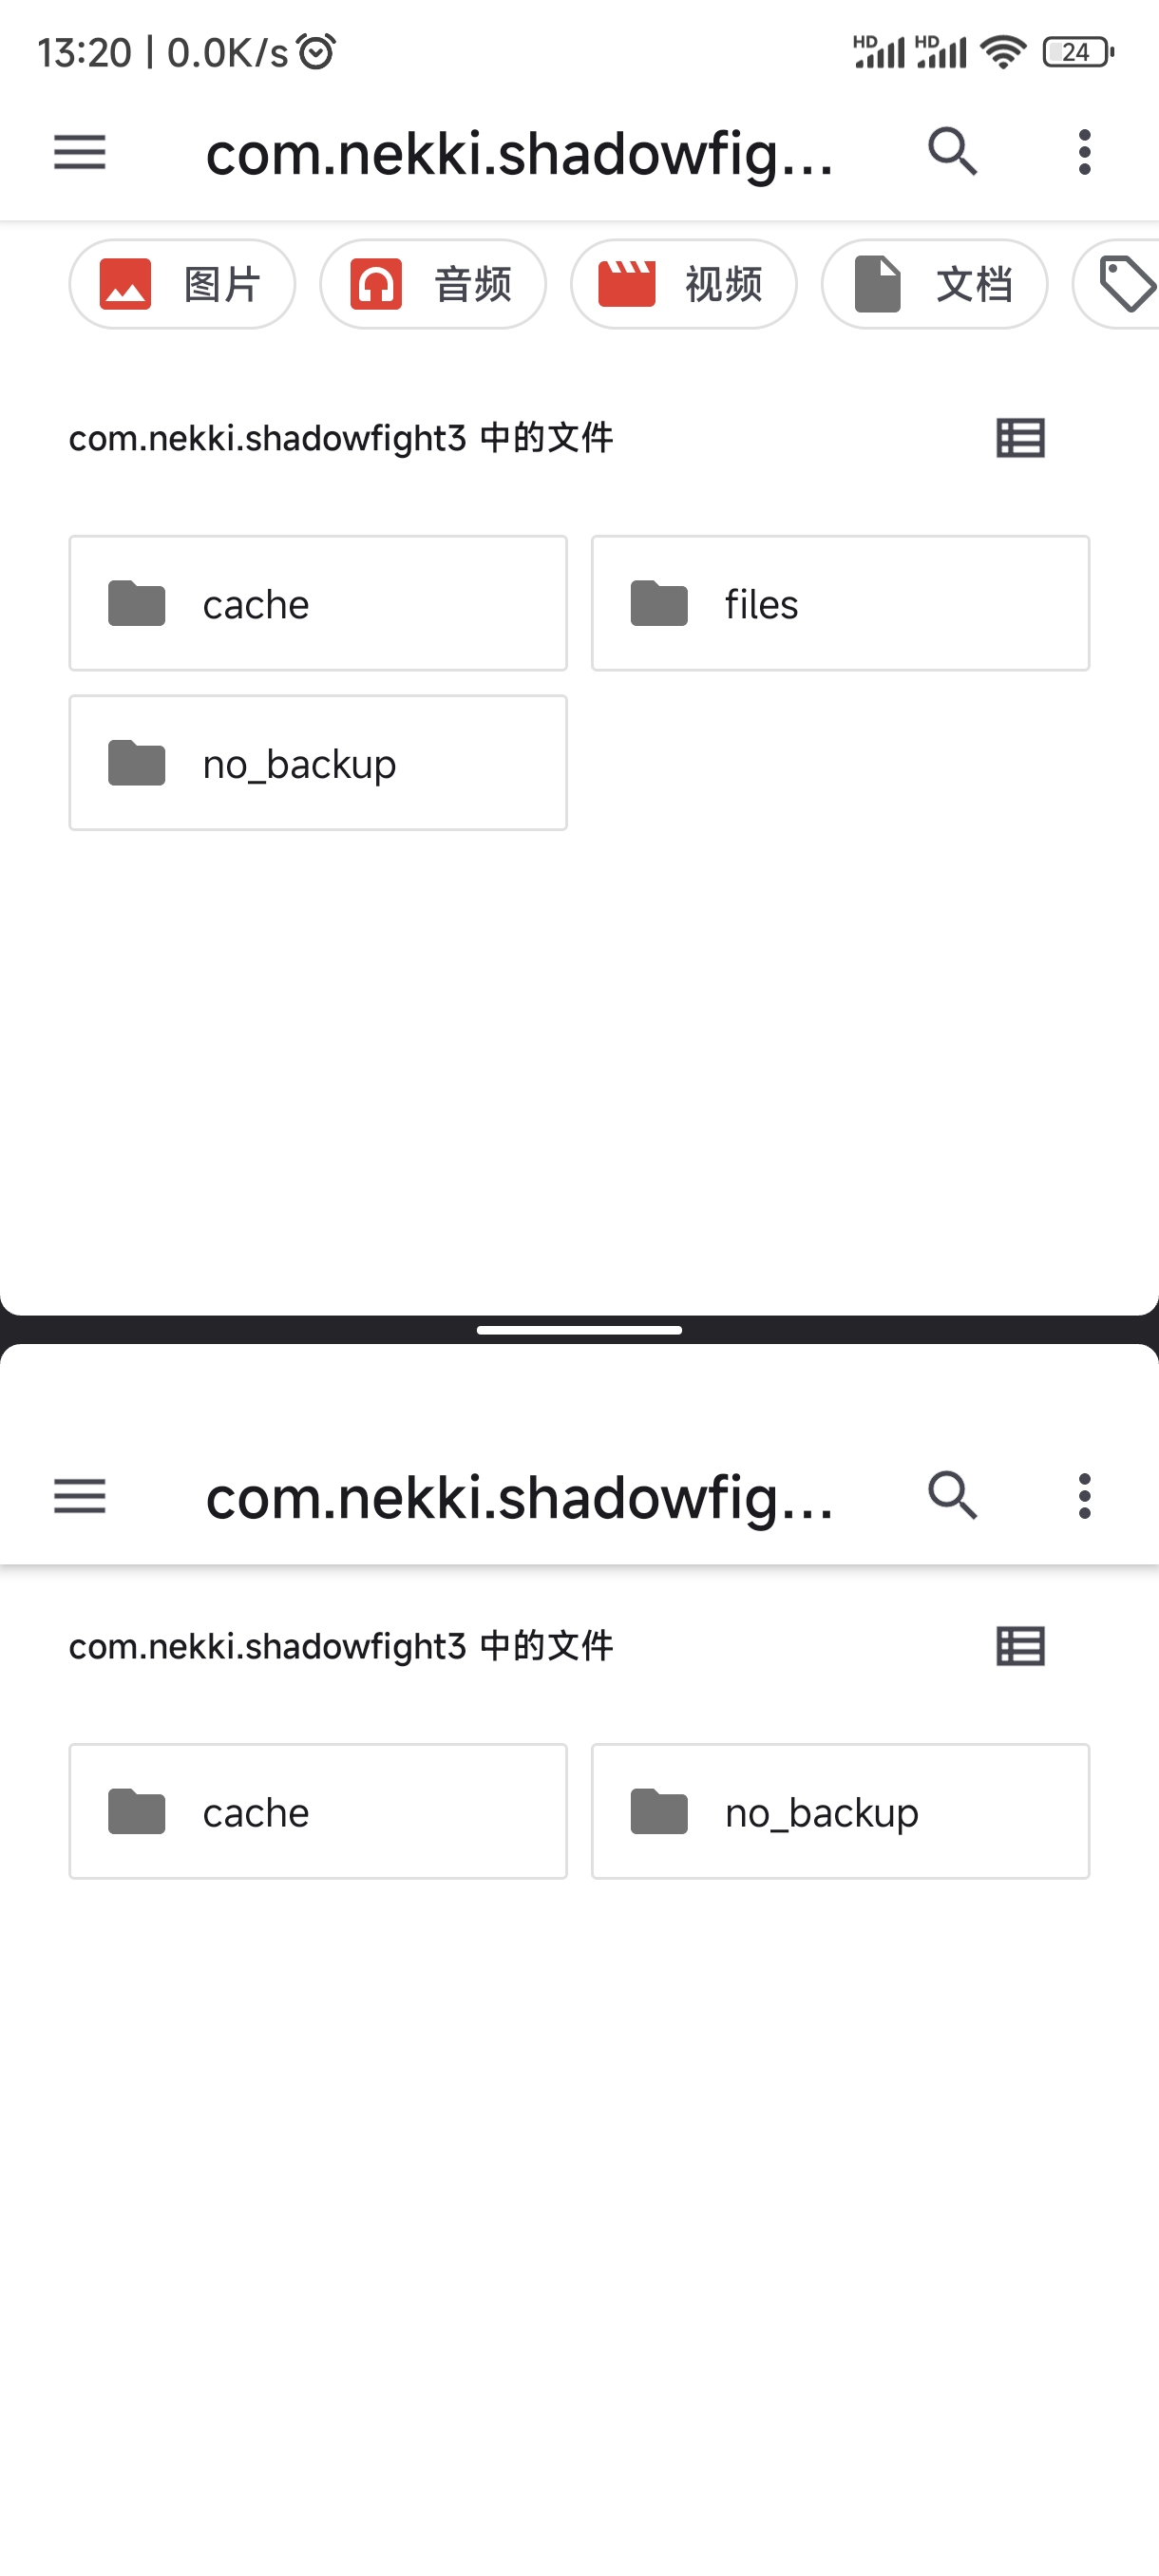 13:20 | 0.0K/s HD HD 24
com.nekki.shadowfig...
图片 音频 视频 文档
com.nekki.shadowfight3 中的文件
cache files
no_backup
com.nekki.shadowfig...
com.nekki.shadowfight3 中的文件
cache no_backup